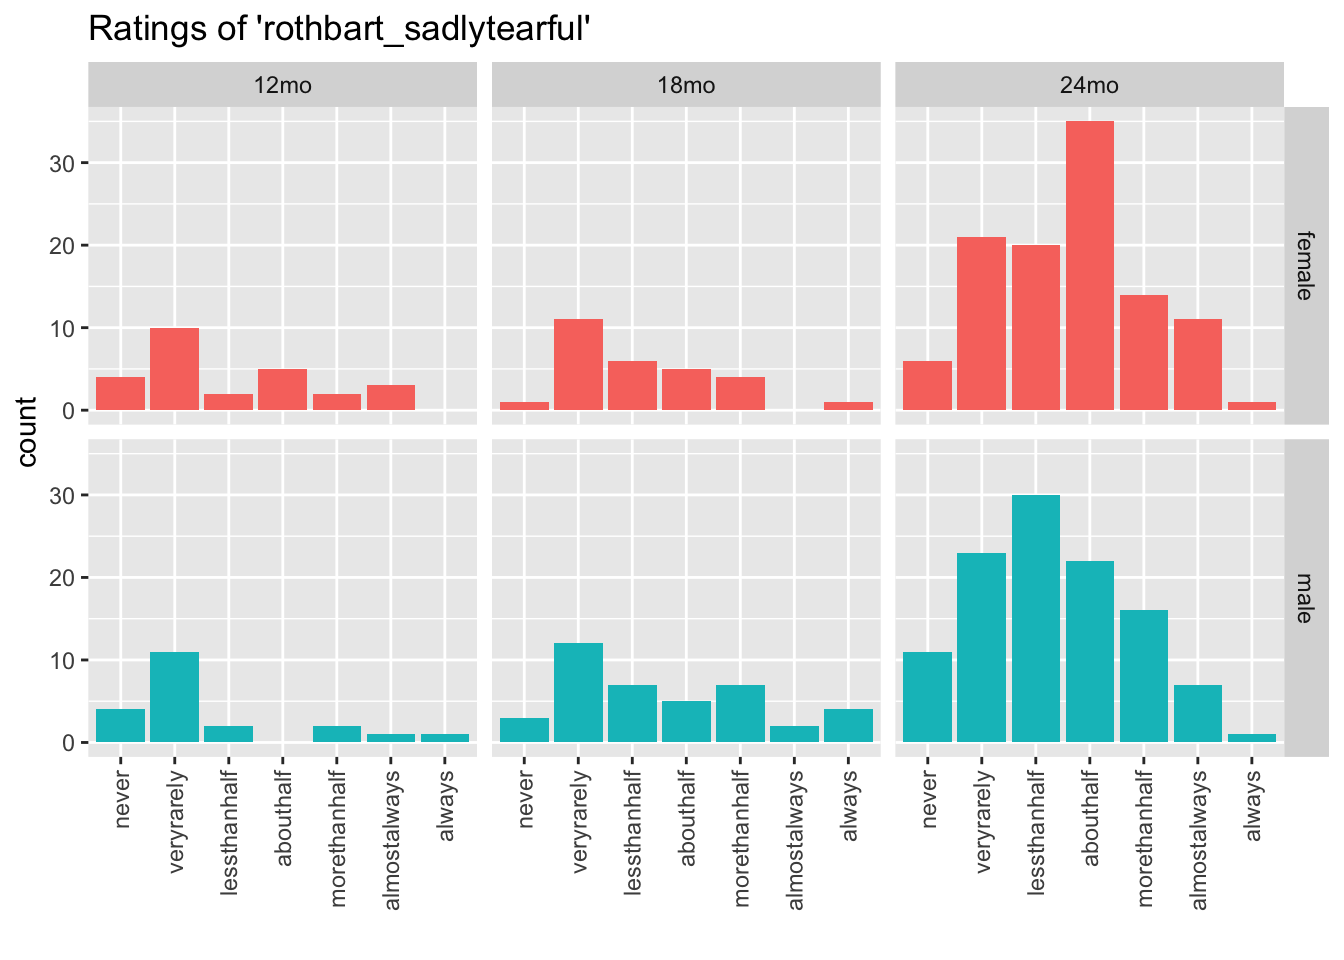 Ratings of 'rothbart_sadlytearful'
12mo 18mo 24mo
30
20
10
0
female
count
30
20
10
0
male
never veryrarely lessthanhalf abouthalf morethanhalf almostalways always
never veryrarely lessthanhalf abouthalf morethanhalf almostalways always
never veryrarely lessthanhalf abouthalf morethanhalf almostalways always